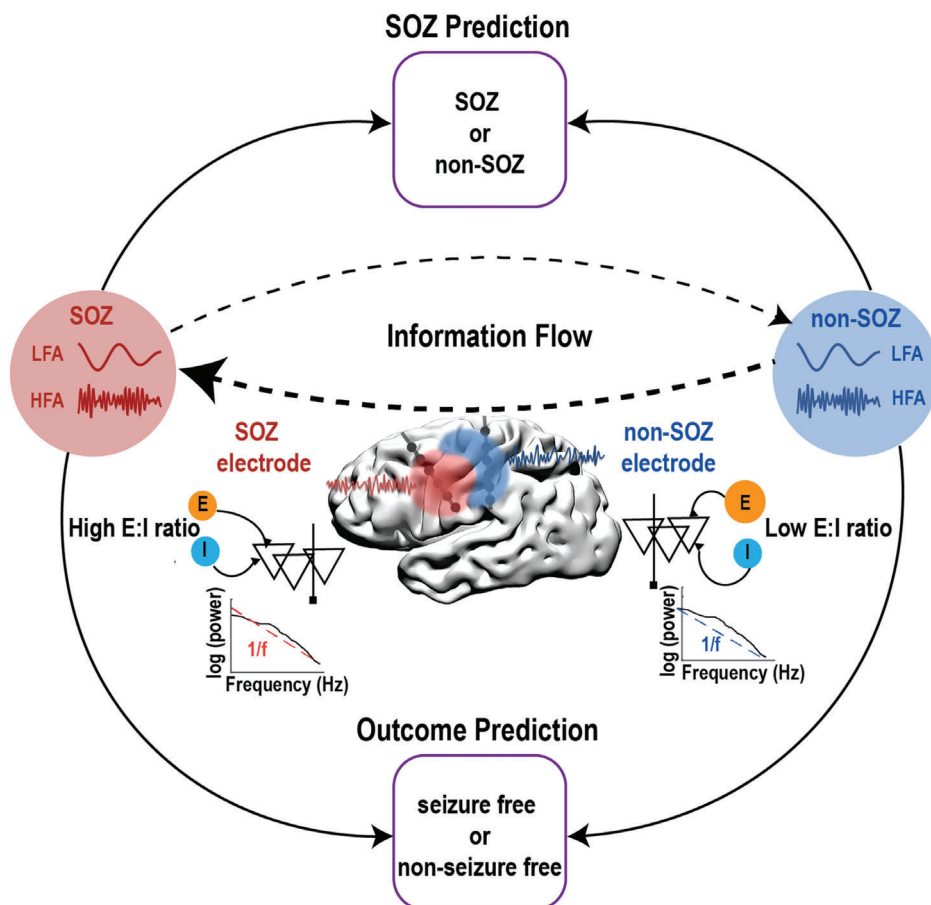 SOZ Prediction
SOZ
or
non-SOZ
SOZ
LFA
HFA
Information Flow
non-SOZ
LFA
HFA
SOZ
electrode
non-SOZ
electrode
High E:I ratio
E
I
E
I
Low E:I ratio
log (power)
1/f
Frequency (Hz)
log (power)
1/f
Frequency (Hz)
Outcome Prediction
seizure free
or
non-seizure free